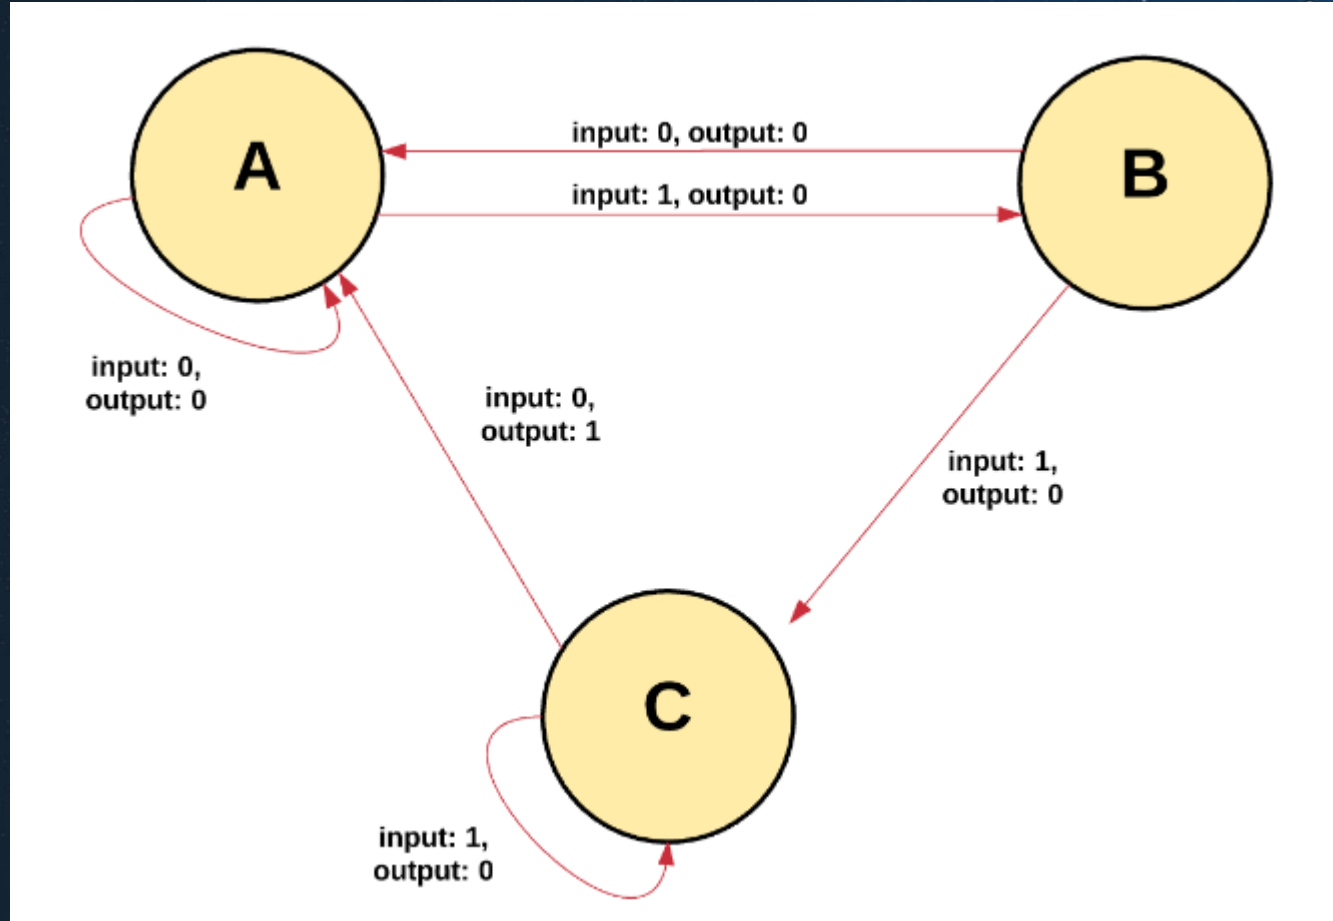 A
B
input: 0, output: 0
input: 1, output: 0
input: 0,
output: 0
input: 0,
output: 1
input: 1,
output: 0
C
input: 1,
output: 0